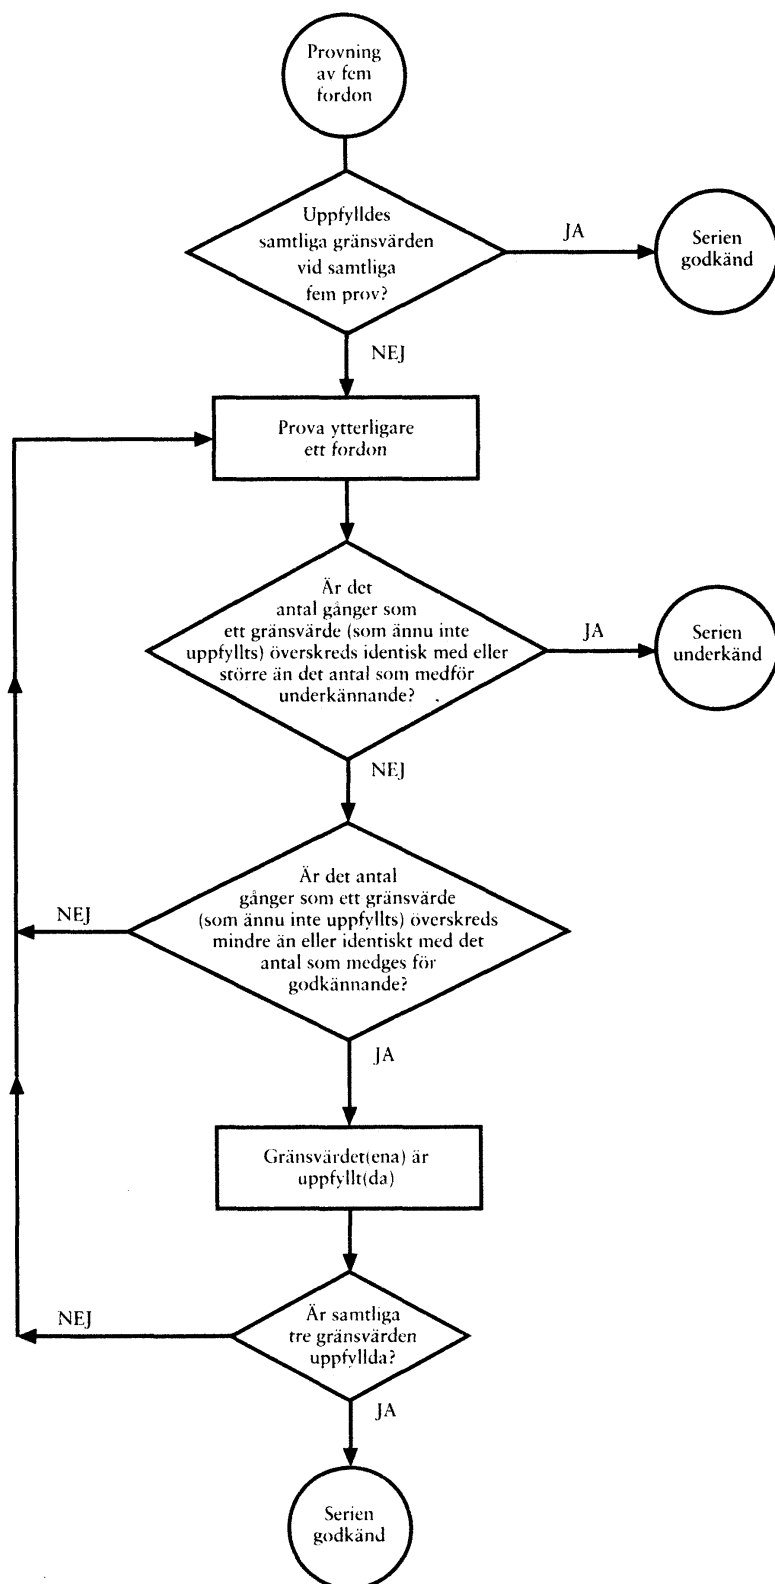 Provning
av fem
fordon
Uppfylldes
samtliga gränsvärden
vid samtliga
fem prov?
JA
Serien
godkänd
NEJ
Prova ytterligare
ett fordon
Är det
antal gånger som
ett gränsvärde (som ännu inte
uppfyllts) överskreds identisk med eller
större än det antal som medför
underkännande?
JA
Serien
underkänd
NEJ
Är det antal
gånger som ett gränsvärde
(som ännu inte uppfyllts) överskreds
mindre än eller identiskt med det
antal som medges för
godkännande?
NEJ
JA
Gränsvärdet(ena) är
uppfyllt(da)
Är samtliga
tre gränsvärden
uppfyllda?
NEJ
JA
Serien
godkänd